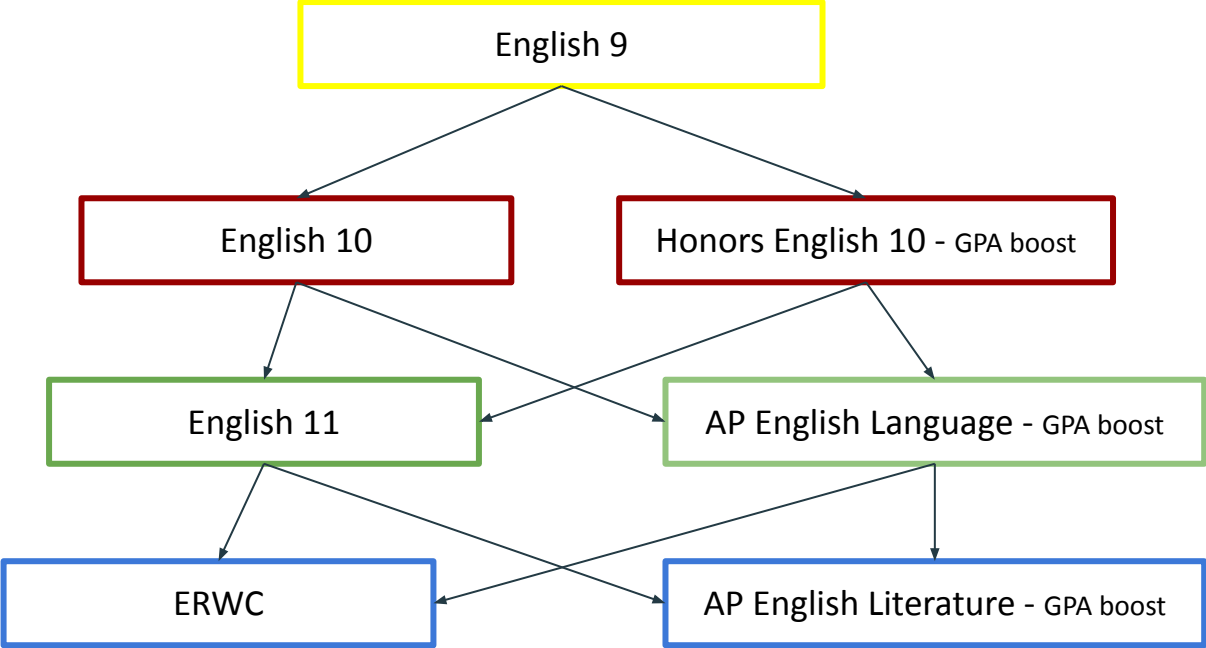 English 9
English 10
Honors English 10 - GPA boost
English 11
AP English Language - GPA boost
ERWC
AP English Literature - GPA boost